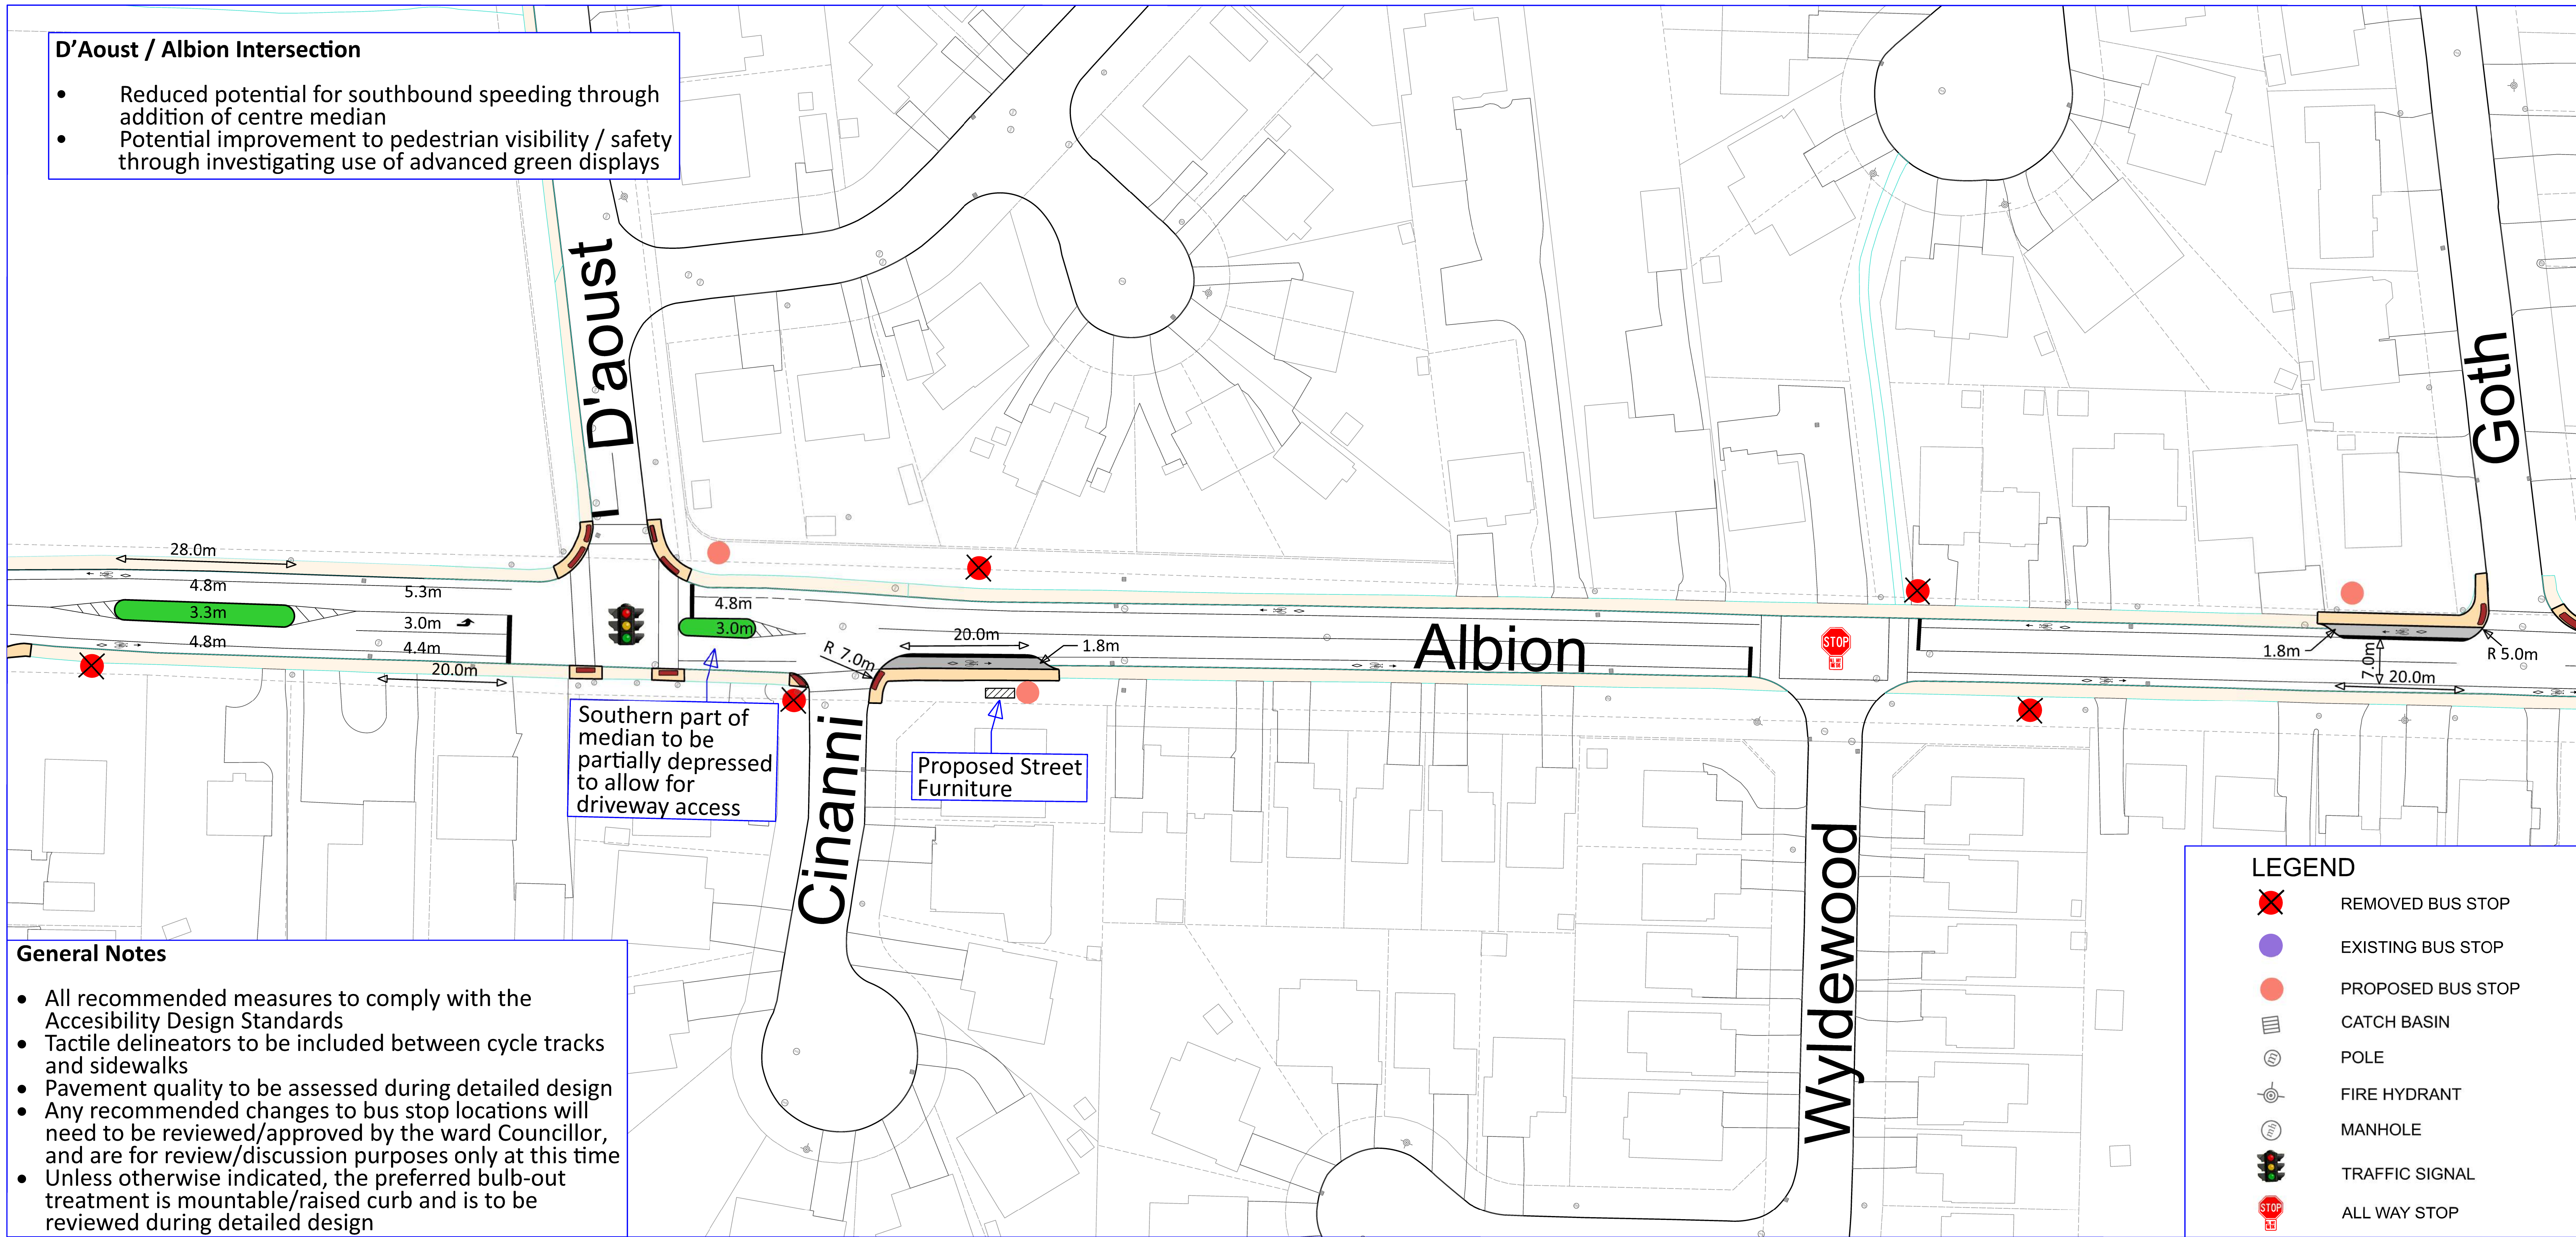 D'Aoust / Albion Intersection
• Reduced potential for southbound speeding through
addition of centre median
• Potential improvement to pedestrian visibility / safety
through investigating use of advanced green displays
D'aoust
Goth
28.0m
4.8m
5.3m
3.3m
3.0m
4.8m
4.4m
20.0m
4.8m
3.0m
R 7.0m
20.0m
1.8m
Albion
STOP
1.8m
7.0m
R 5.0m
20.0m
Southern part of
median to be
partially depressed
to allow for
driveway access
Cinanni
Proposed Street
Furniture
Wyldewood
General Notes
• All recommended measures to comply with the
Accesibility Design Standards
• Tactile delineators to be included between cycle tracks
and sidewalks
• Pavement quality to be assessed during detailed design
• Any recommended changes to bus stop locations will
need to be reviewed/approved by the ward Councillor,
and are for review/discussion purposes only at this time
• Unless otherwise indicated, the preferred bulb-out
treatment is mountable/raised curb and is to be
reviewed during detailed design
LEGEND
REMOVED BUS STOP
EXISTING BUS STOP
PROPOSED BUS STOP
CATCH BASIN
POLE
FIRE HYDRANT
mh MANHOLE
TRAFFIC SIGNAL
STOP ALL WAY STOP